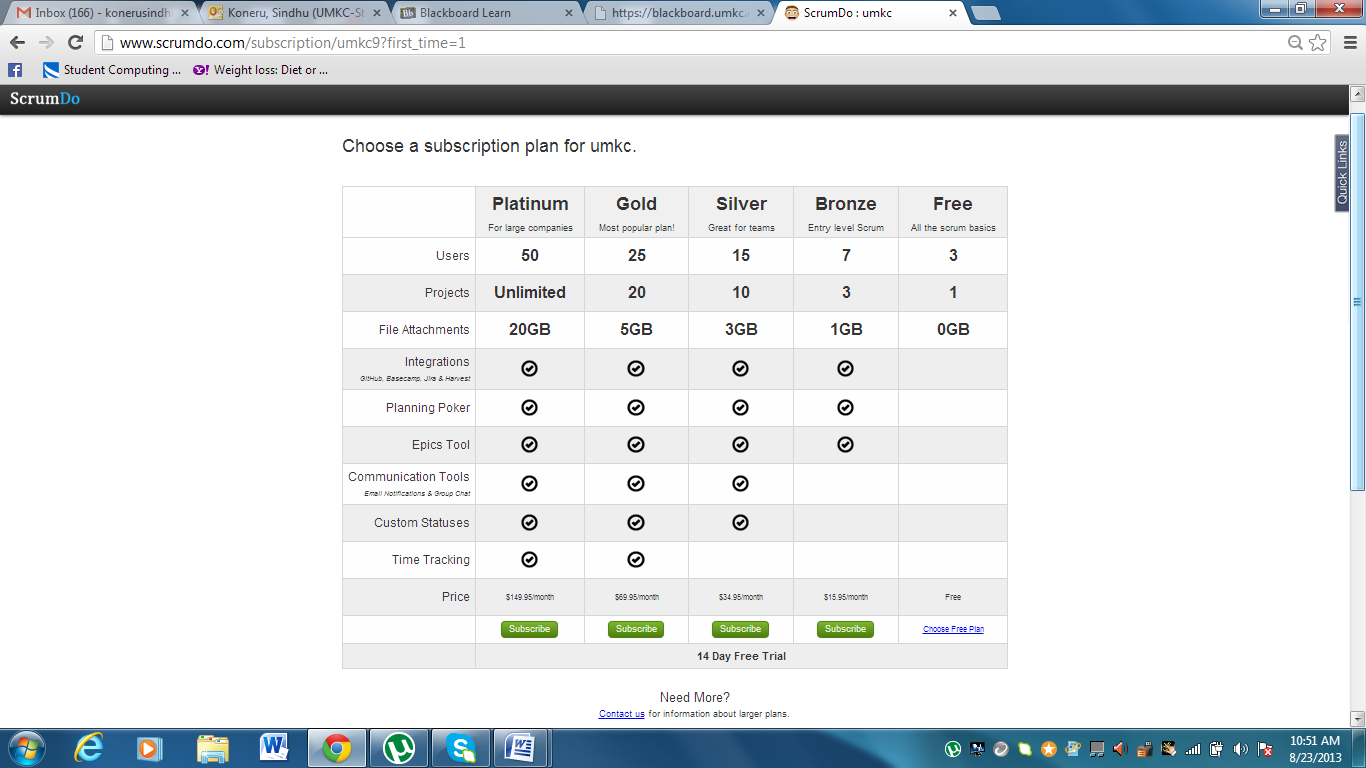 Inbox (166) - konerusindh
Koneru, Sindhu (UMKC-St
Blackboard Learn
https://blackboard.umkc.
ScrumDo : umkc
www.scrumdo.com/subscription/umkc9?first_time=1
Student Computing ...
Weight loss: Diet or ...
ScrumDo
Quick Links
Choose a subscription plan for umkc.
Platinum Gold Silver Bronze Free
For large companies Most popular plan! Great for teams Entry level Scrum All the scrum basics
Users 50 25 15 7 3
Projects Unlimited 20 10 3 1
File Attachments 20GB 5GB 3GB 1GB 0GB
Integrations
GitHub, Basecamp, Jira & Harvest
Planning Poker
Epics Tool
Communication Tools
Email Notifications & Group Chat
Custom Statuses
Time Tracking
Price $149.95/month $69.95/month $34.95/month $15.95/month Free
Subscribe Subscribe Subscribe Subscribe Choose Free Plan
14 Day Free Trial
Need More?
Contact us for information about larger plans.
10:51 AM
8/23/2013